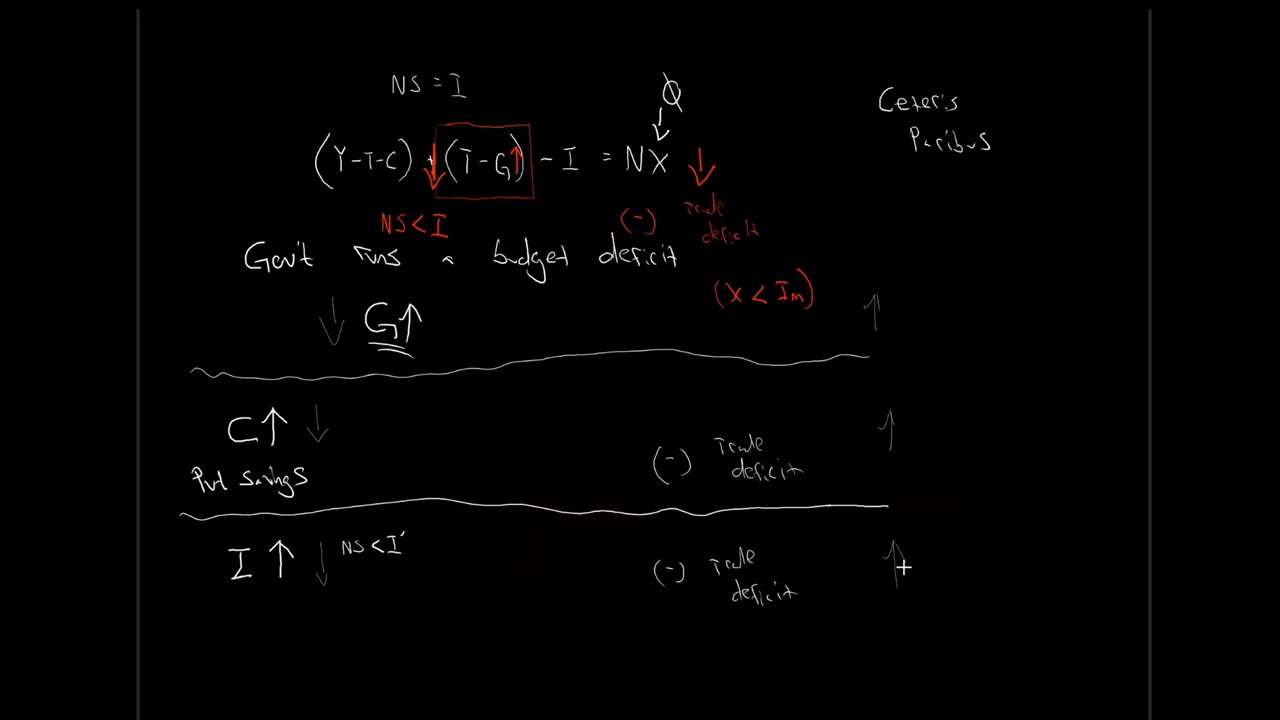 NS = I
Ø
Ceteris
Paribus
(Y-T-C) + (T-G↑) - I = NX ↓
NS < I
(-) Trade
deficit
Gov't runs a budget deficit
(X < Im)
↓ G↑ ↑
C↑ ↓ ↑
(-) Trade
deficit
Pvt savings
I ↑ ↓ NS < I' ↑
(-) Trade
deficit